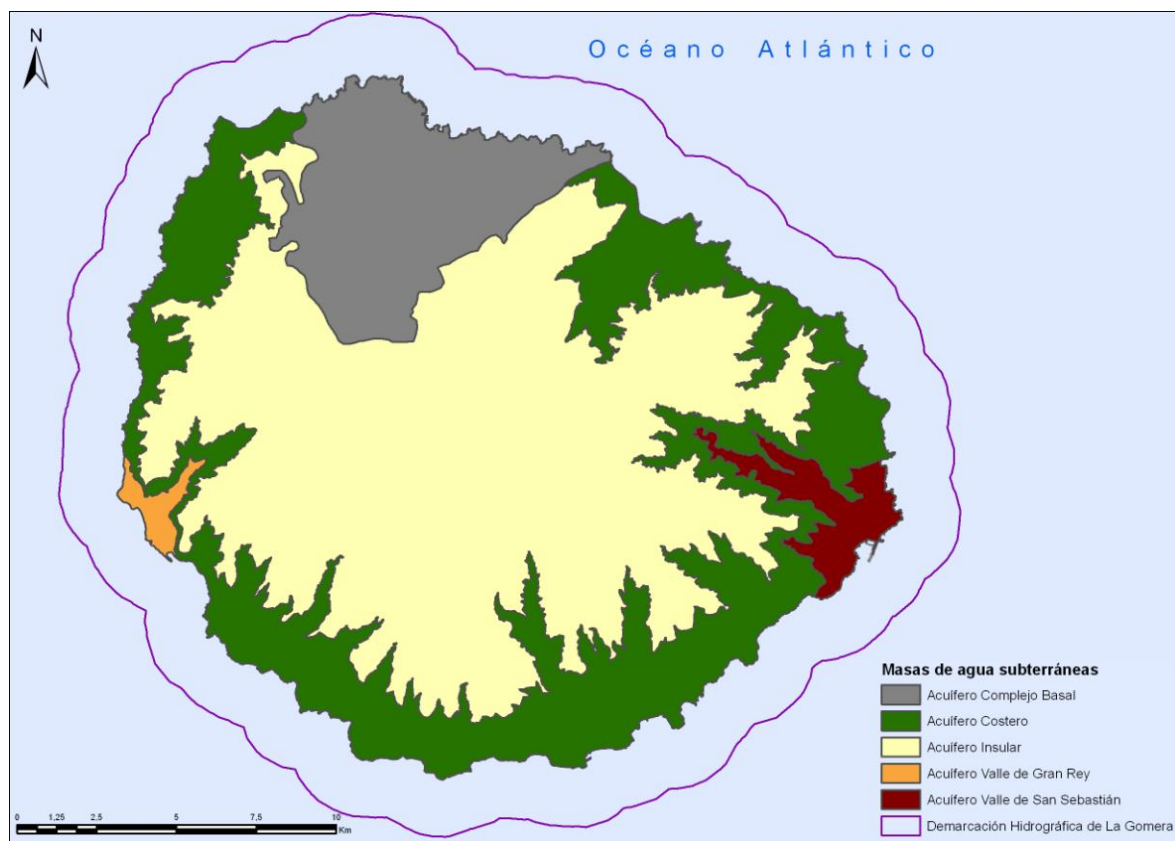 N
Océano Atlántico
Masas de agua subterráneas
Acuífero Complejo Basal
Acuífero Costero
Acuífero Insular
Acuífero Valle de Gran Rey
Acuífero Valle de San Sebastián
Demarcación Hidrográfica de La Gomera
0 1,25 2,5 5 7,5 10
Km